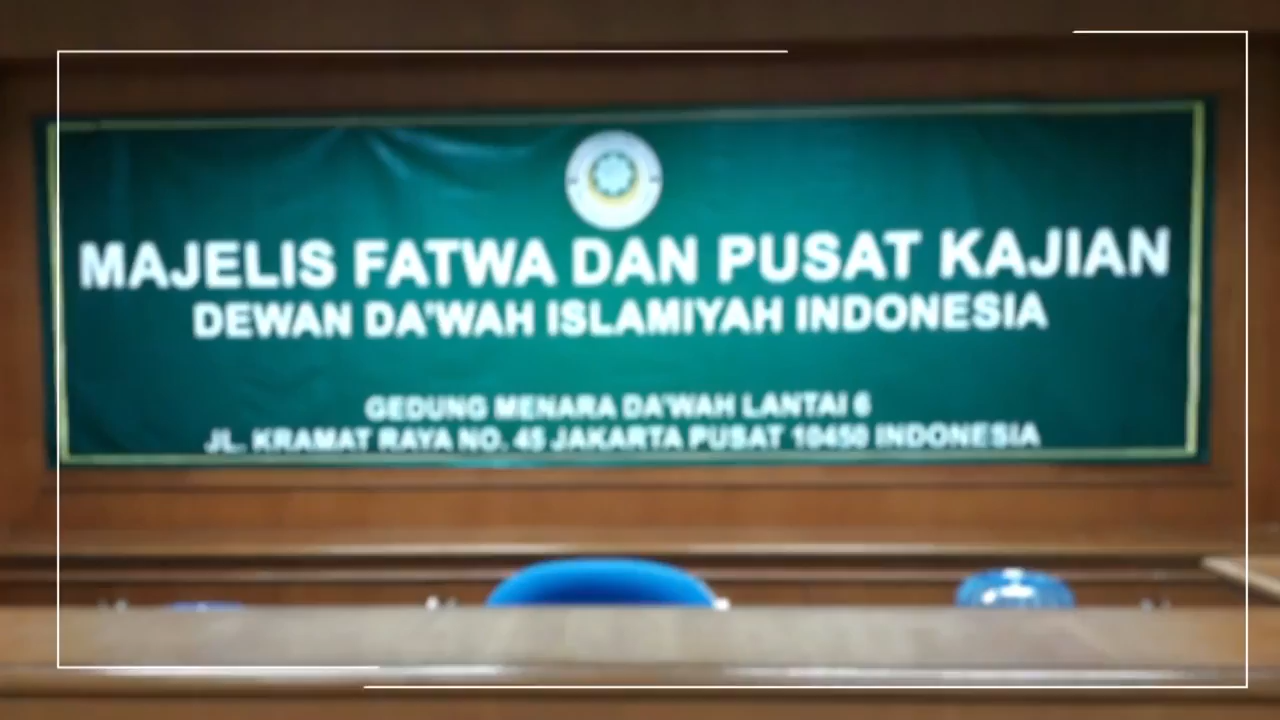 MAJELIS FATWA DAN PUSAT KAJIAN
DEWAN DA'WAH ISLAMIYAH INDONESIA
GEDUNG MENARA DA'WAH LANTAI 6
JL. KRAMAT RAYA NO. 45 JAKARTA PUSAT 10450 INDONESIA